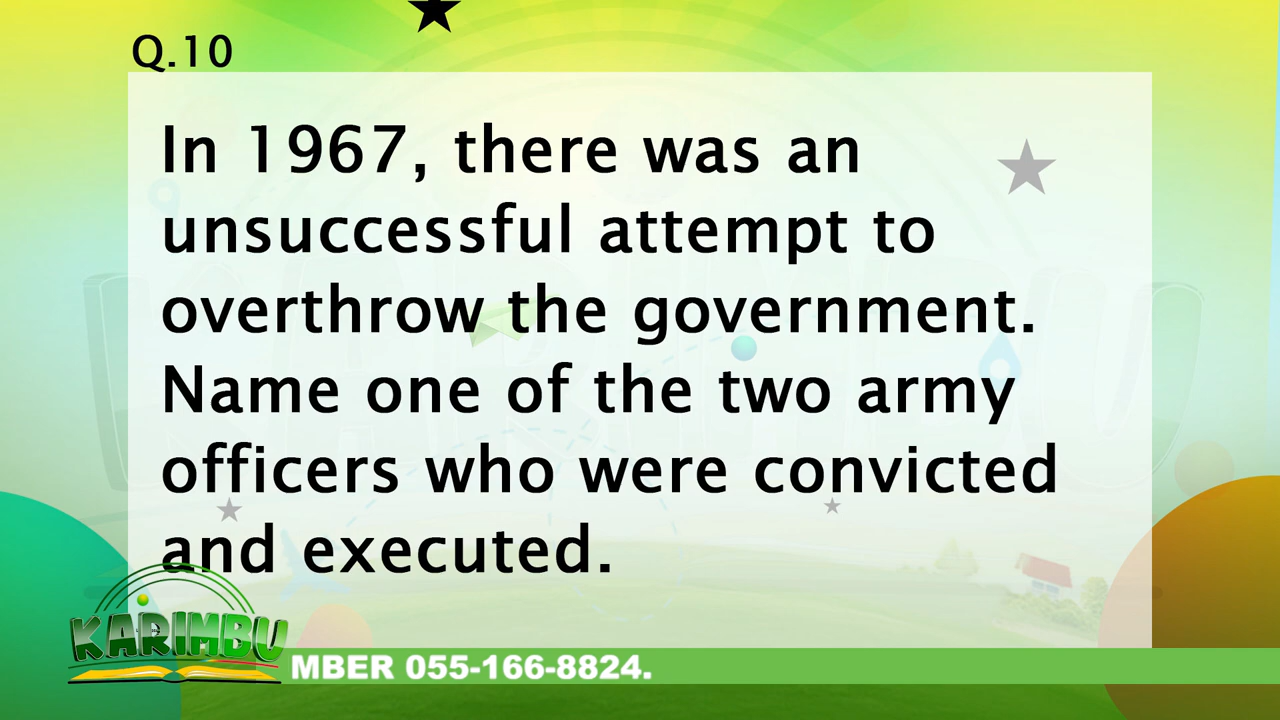 Q.10
In 1967, there was an
unsuccessful attempt to
overthrow the government.
Name one of the two army
officers who were convicted
and executed.
KARIMBU
MBER 055-166-8824.